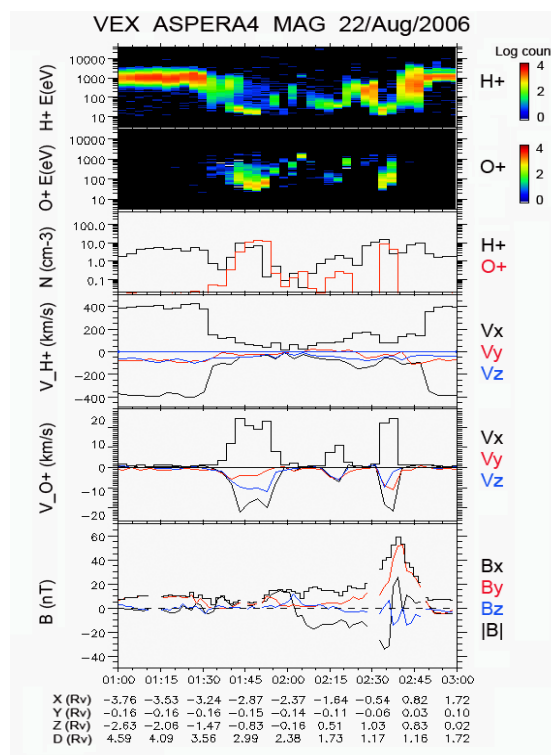 VEX ASPERA4 MAG 22/Aug/2006
Log coun
H+ E(eV)
10000
1000
100
10
4
2
0
H+
O+ E(eV)
10000
1000
100
10
4
2
0
O+
N (cm-3)
100.0
10.0
1.0
0.1
H+
O+
V_H+ (km/s)
400
200
0
-200
-400
Vx
Vy
Vz
V_O+ (km/s)
20
10
0
-10
-20
Vx
Vy
Vz
B (nT)
60
40
20
0
-20
-40
Bx
By
Bz
|B|
01:00 01:15 01:30 01:45 02:00 02:15 02:30 02:45 03:00
X (Rv) -3.76 -3.53 -3.24 -2.87 -2.37 -1.64 -0.54 0.82 1.72
Y (Rv) -0.16 -0.16 -0.16 -0.15 -0.14 -0.11 -0.06 0.03 0.10
Z (Rv) -2.63 -2.06 -1.47 -0.83 -0.16 0.51 1.03 0.83 0.02
D (Rv) 4.59 4.09 3.56 2.99 2.38 1.73 1.17 1.16 1.72